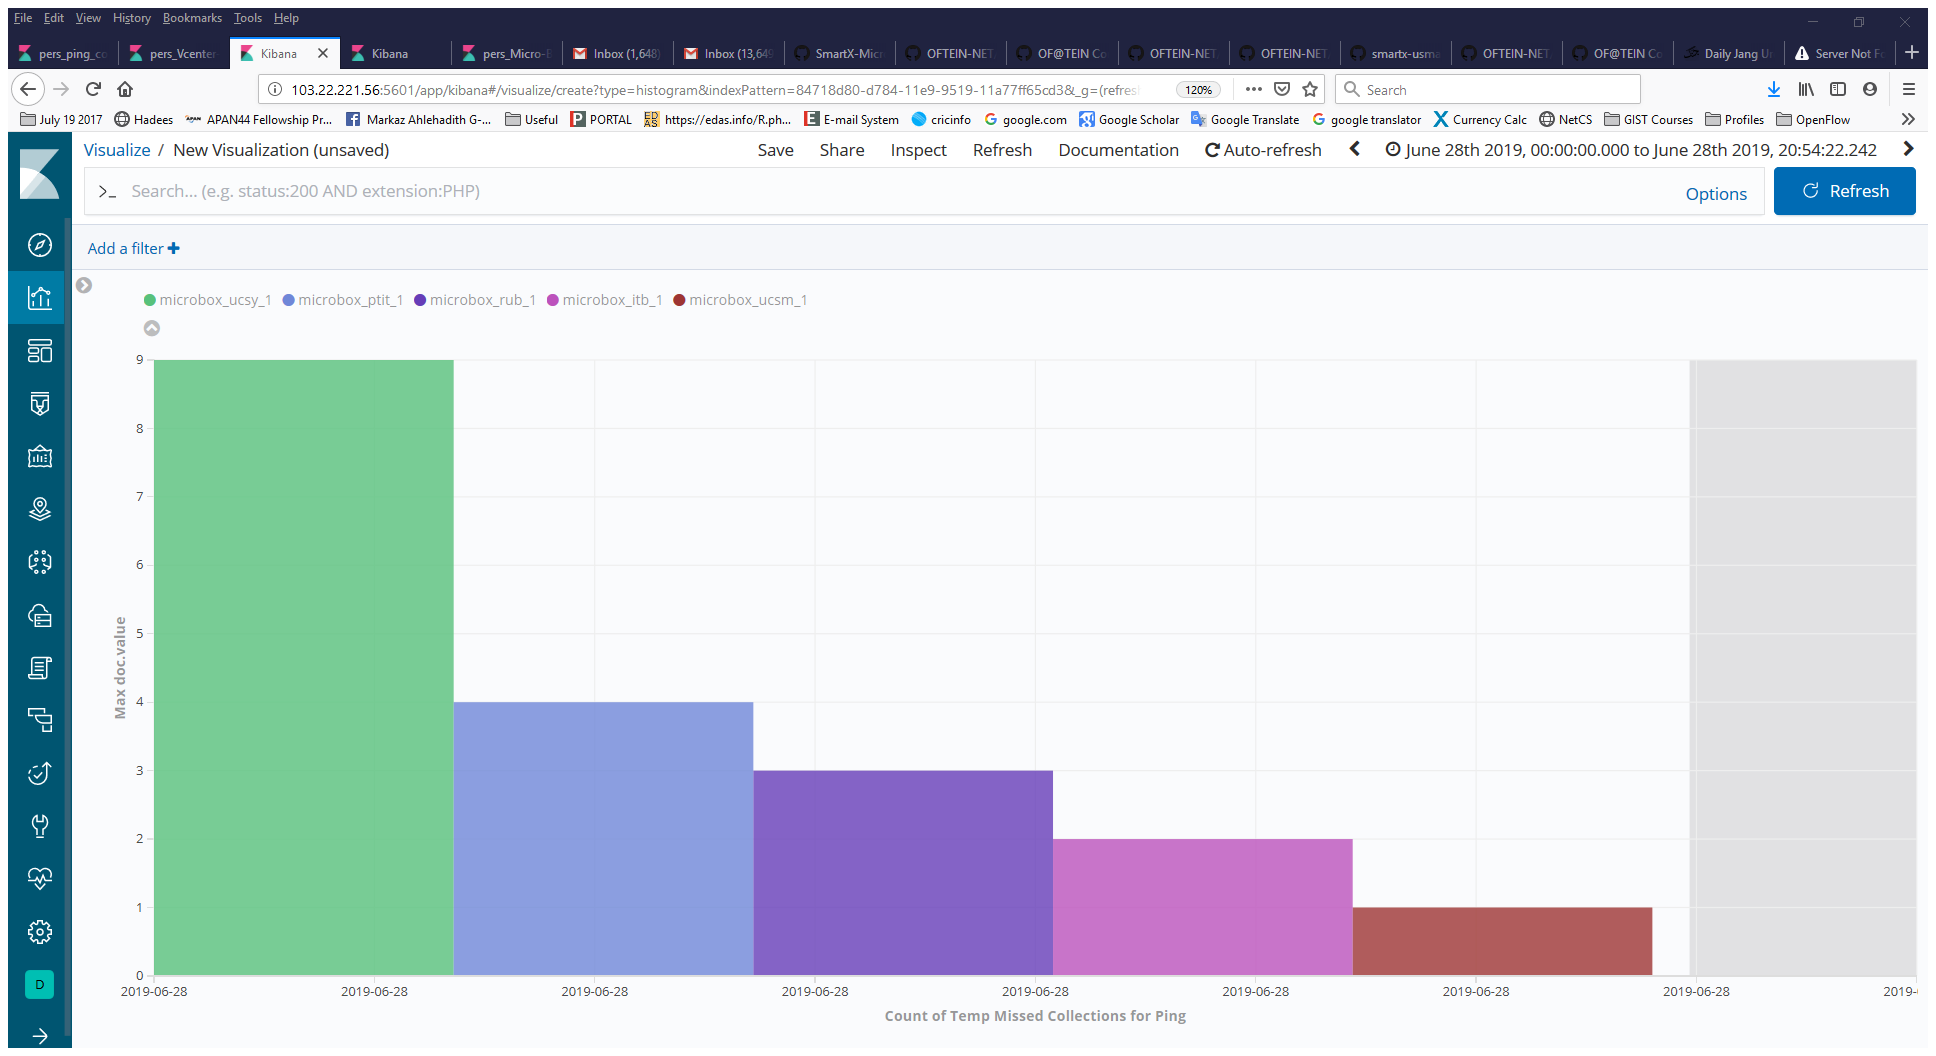 File Edit View History Bookmarks Tools Help
pers_ping_co pers_Vcenter Kibana Kibana pers_Micro-B Inbox (1,648) Inbox (13,649 SmartX-Micr OFTEIN-NET OF@TEIN Co OFTEIN-NET OFTEIN-NET smartx-usma OFTEIN-NET OF@TEIN Co Daily Jang U Server Not F
103.22.221.56:5601/app/kibana#/visualize/create?type=histogram&indexPattern=84718d80-d784-11e9-9519-11a77ff65cd3&_g=(refres 120% Search
July 19 2017 Hadees APAN44 Fellowship Pr... Markaz Ahlehadith G-... Useful PORTAL https://edas.info/R.ph... E-mail System cricinfo google.com Google Scholar Google Translate google translator Currency Calc NetCS GIST Courses Profiles OpenFlow
Visualize / New Visualization (unsaved) Save Share Inspect Refresh Documentation Auto-refresh June 28th 2019, 00:00:00.000 to June 28th 2019, 20:54:22.242
>_ Search... (e.g. status:200 AND extension:PHP) Options Refresh
Add a filter
microbox_ucsy_1 microbox_ptit_1 microbox_rub_1 microbox_itb_1 microbox_ucsm_1
9
8
7
6
5
4
3
2
1
0
Max doc.value
2019-06-28 2019-06-28 2019-06-28 2019-06-28 2019-06-28 2019-06-28 2019-06-28 2019-06-28 2019-
Count of Temp Missed Collections for Ping
D